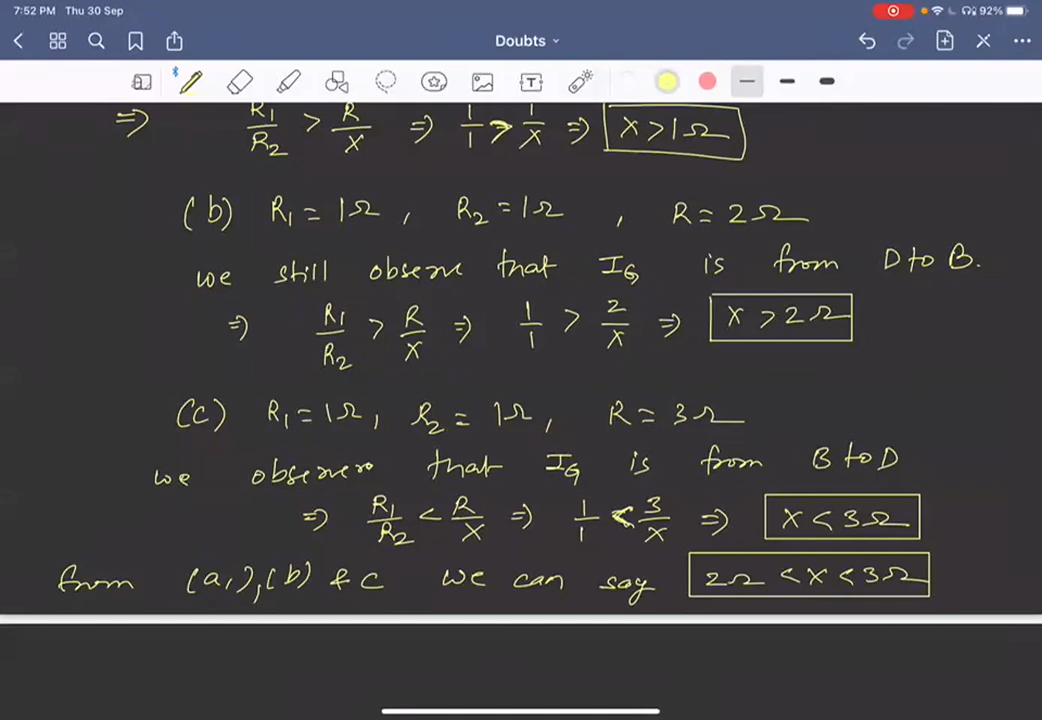 7:52 PM Thu 30 Sep 92%
Doubts
⇒ R1/R2 > R/X ⇒ 1/1 > 1/X ⇒ X > 1Ω
(b) R1 = 1Ω, R2 = 1Ω, R = 2Ω
we still observe that IG is from D to B.
⇒ R1/R2 > R/X ⇒ 1/1 > 2/X ⇒ X > 2Ω
(c) R1 = 1Ω, R2 = 1Ω, R = 3Ω
we observe that IG is from B to D
⇒ R1/R2 < R/X ⇒ 1/1 < 3/X ⇒ X < 3Ω
from (a,), (b) & c we can say 2Ω < X < 3Ω